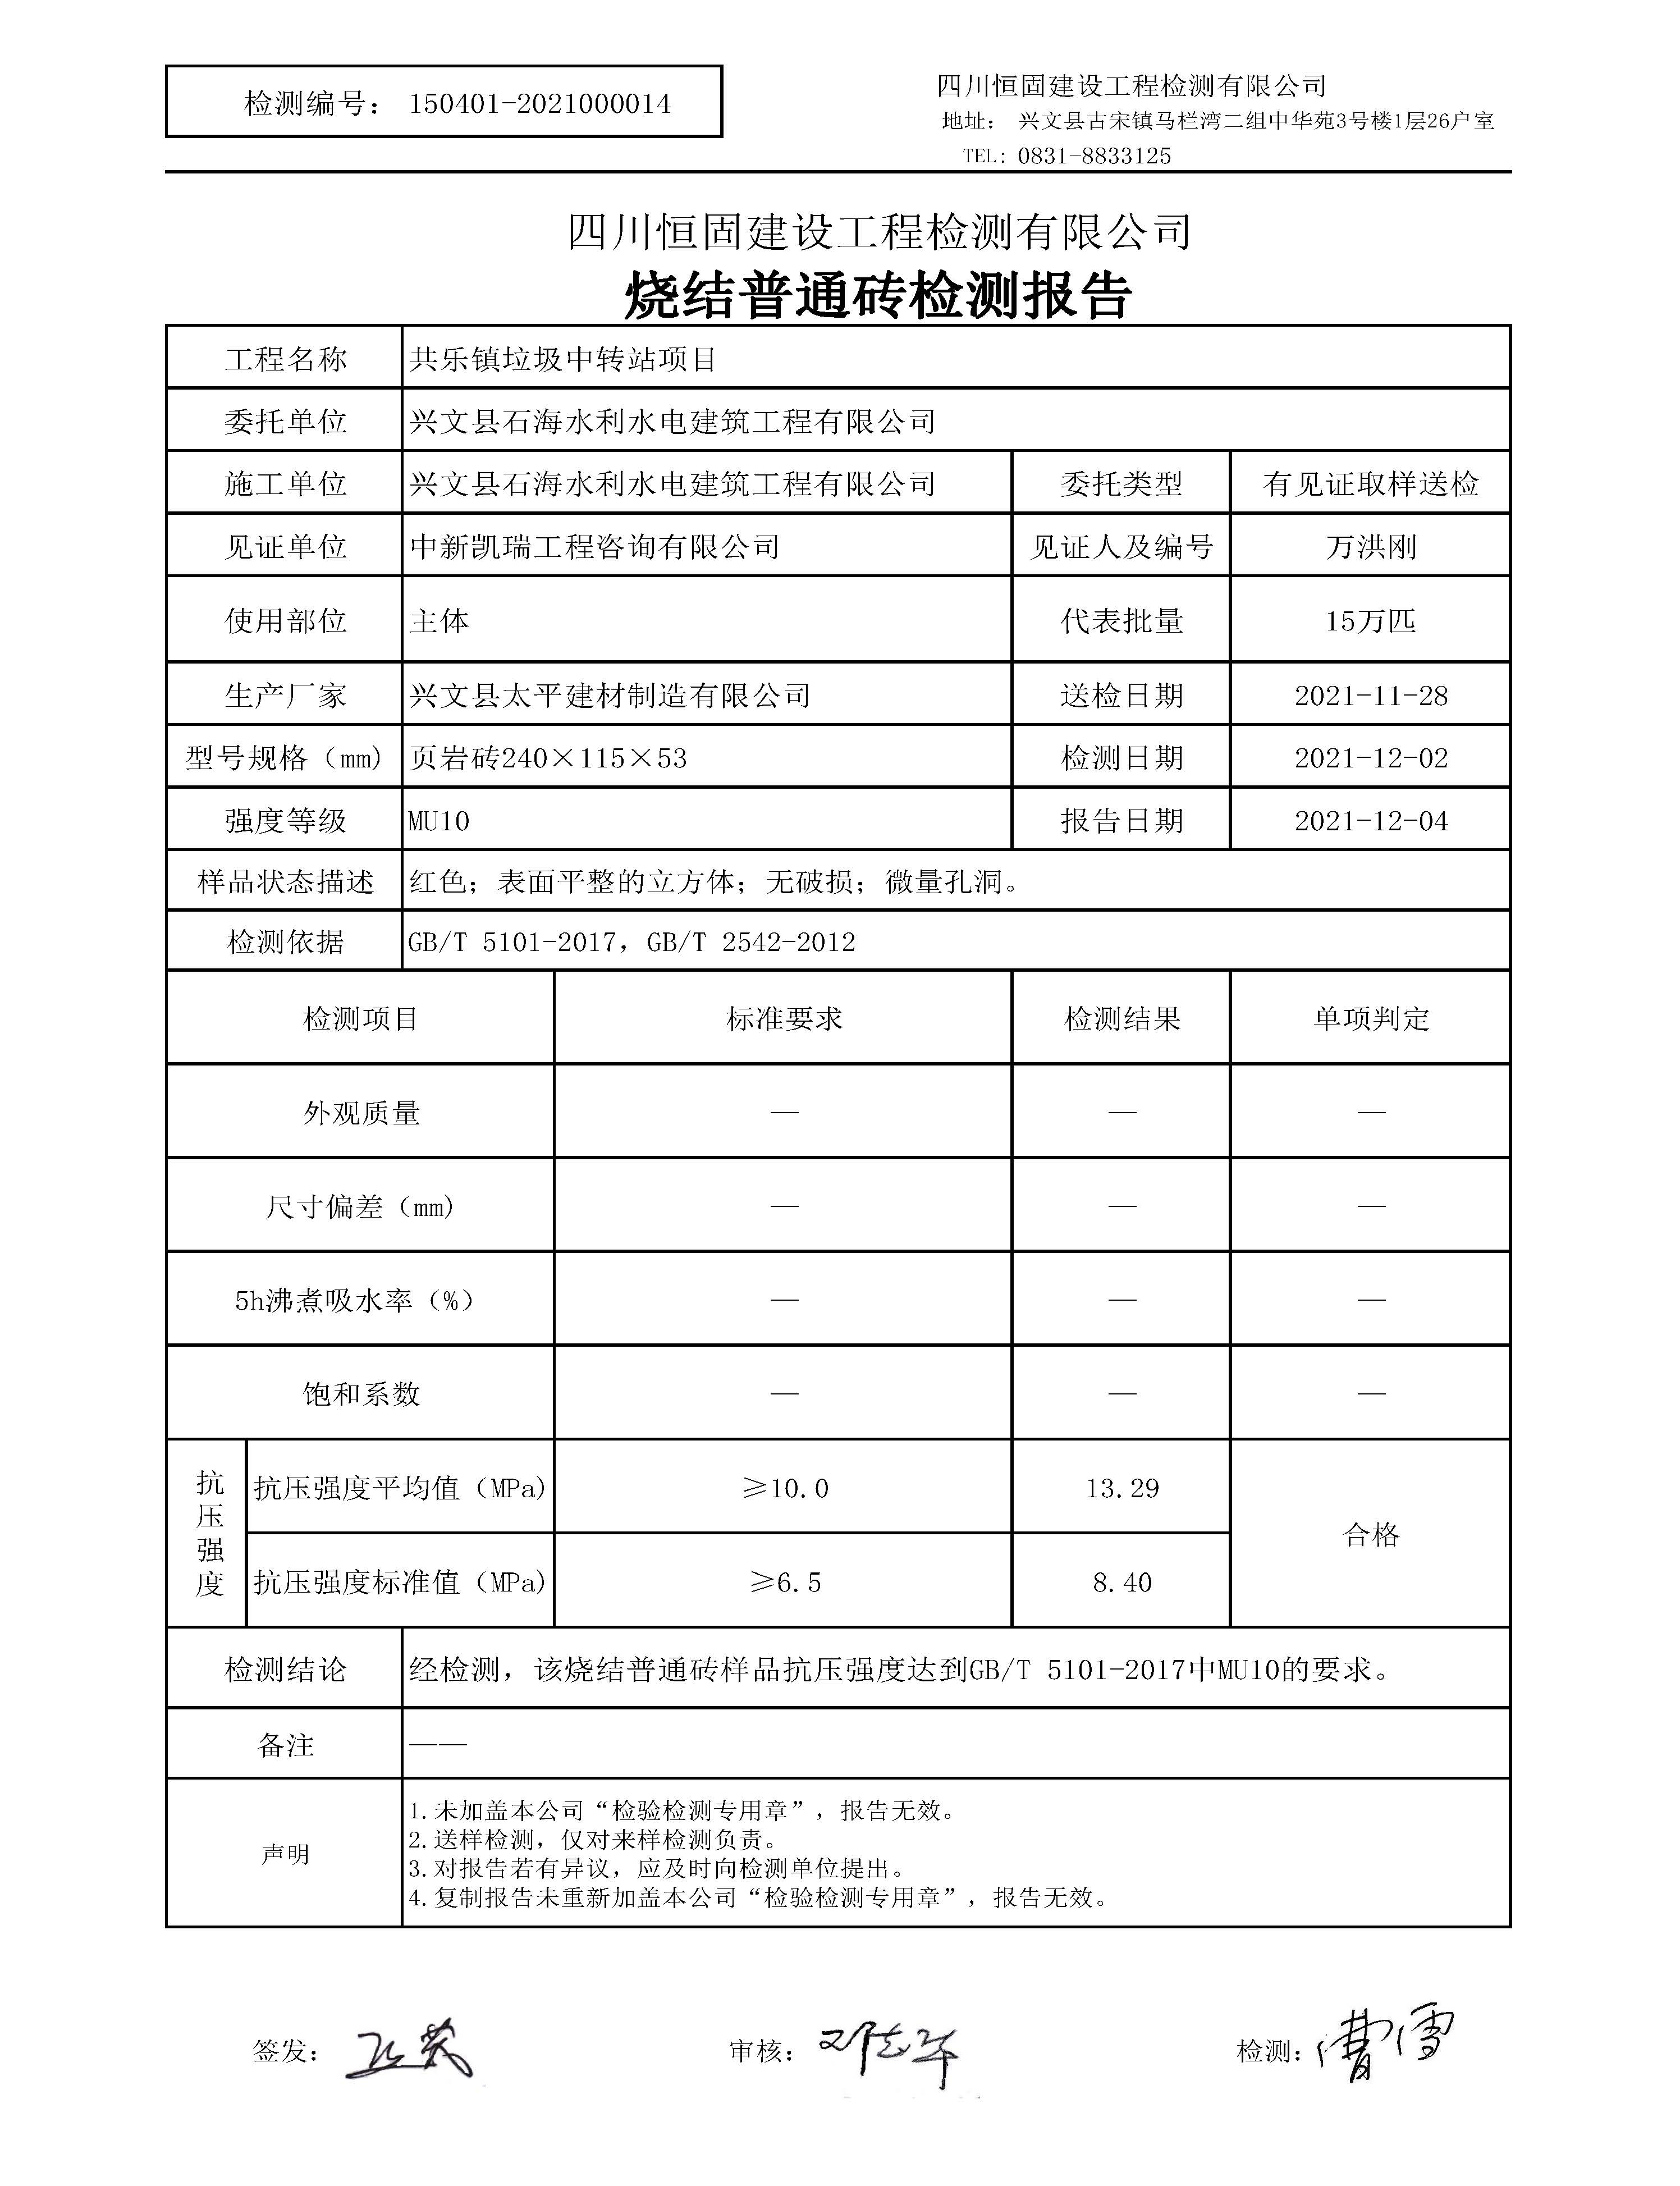 检测编号： 150401-2021000014
四川恒固建设工程检测有限公司
地址： 兴文县古宋镇马栏湾二组中华苑3号楼1层26户室
TEL: 0831-8833125
四川恒固建设工程检测有限公司
烧结普通砖检测报告
工程名称 共乐镇垃圾中转站项目
委托单位 兴文县石海水利水电建筑工程有限公司
施工单位 兴文县石海水利水电建筑工程有限公司 委托类型 有见证取样送检
见证单位 中新凯瑞工程咨询有限公司 见证人及编号 万洪刚
使用部位 主体 代表批量 15万匹
生产厂家 兴文县太平建材制造有限公司 送检日期 2021-11-28
型号规格（mm) 页岩砖240×115×53 检测日期 2021-12-02
强度等级 MU10 报告日期 2021-12-04
样品状态描述 红色；表面平整的立方体；无破损；微量孔洞。
检测依据 GB/T 5101-2017，GB/T 2542-2012
检测项目 标准要求 检测结果 单项判定
外观质量 — — —
尺寸偏差（mm) — — —
5h沸煮吸水率（%） — — —
饱和系数 — — —
抗压强度 抗压强度平均值（MPa) ≥10.0 13.29 合格
抗压强度标准值（MPa) ≥6.5 8.40
检测结论 经检测，该烧结普通砖样品抗压强度达到GB/T 5101-2017中MU10的要求。
备注 ——
声明
1.未加盖本公司“检验检测专用章”，报告无效。
2.送样检测，仅对来样检测负责。
3.对报告若有异议，应及时向检测单位提出。
4.复制报告未重新加盖本公司“检验检测专用章”，报告无效。
签发： 审核： 检测：曹雪